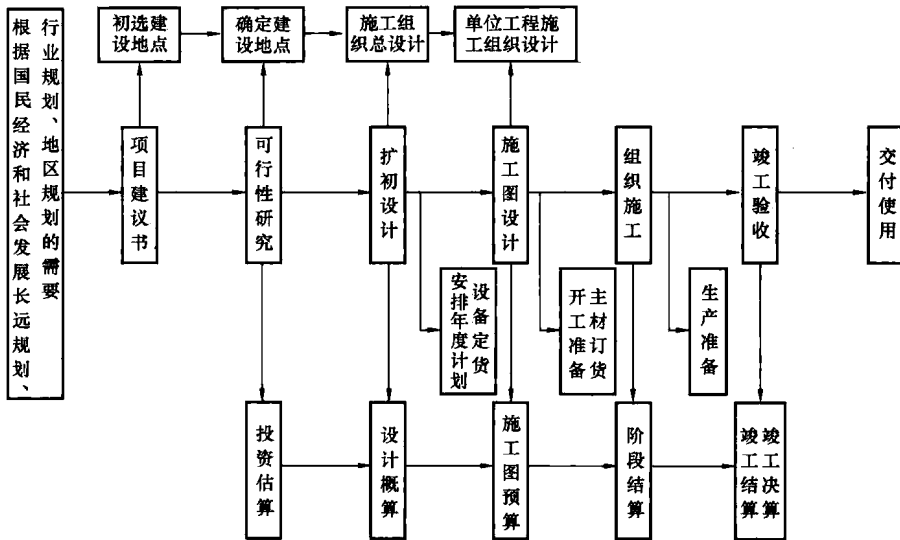 根据国民经济和社会发展长远规划、
行业规划、地区规划的需要
初选建
设地点
确定建
设地点
施工组
织总设计
单位工程施
工组织设计
项目建议书
可行性研究
扩初设计
施工图设计
组织施工
竣工验收
交付使用
设备定货
安排年度计划
主材订货
开工准备
生产准备
投资估算
设计概算
施工图预算
阶段结算
竣工结算
竣工决算